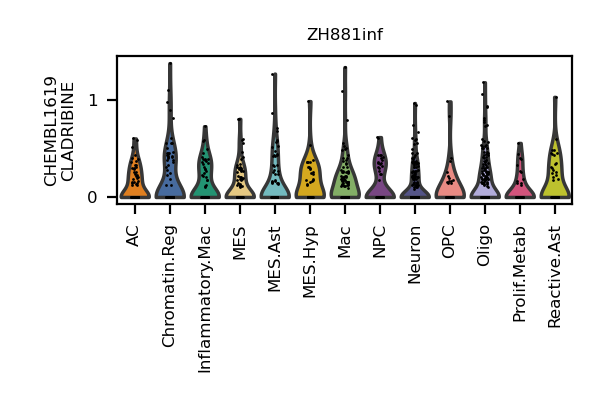 ZH881inf
CHEMBL1619
CLADRIBINE
1
0
AC
Chromatin.Reg
Inflammatory.Mac
MES
MES.Ast
MES.Hyp
Mac
NPC
Neuron
OPC
Oligo
Prolif.Metab
Reactive.Ast